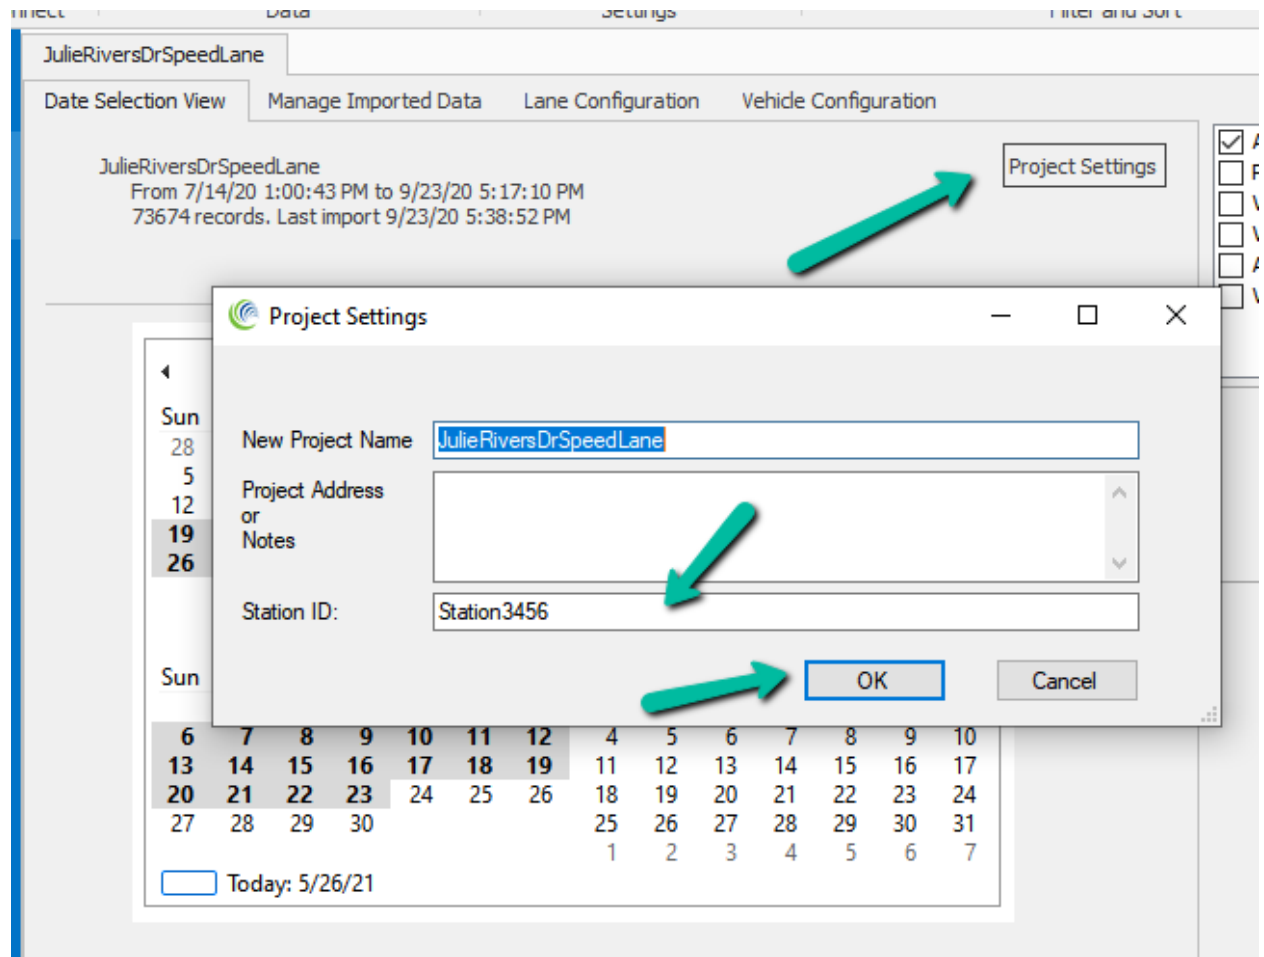 Data Settings Filter and Sort
JulieRiversDrSpeedLane
Date Selection View Manage Imported Data Lane Configuration Vehicle Configuration
JulieRiversDrSpeedLane
From 7/14/20 1:00:43 PM to 9/23/20 5:17:10 PM
73674 records. Last import 9/23/20 5:38:52 PM
Project Settings
Project Settings
New Project Name JulieRiversDrSpeedLane
Project Address
or
Notes
Station ID: Station3456
OK Cancel
Sun
28
5
12
19
26
Sun
6 7 8 9 10 11 12 4 5 6 7 8 9 10
13 14 15 16 17 18 19 11 12 13 14 15 16 17
20 21 22 23 24 25 26 18 19 20 21 22 23 24
27 28 29 30 25 26 27 28 29 30 31
1 2 3 4 5 6 7
Today: 5/26/21